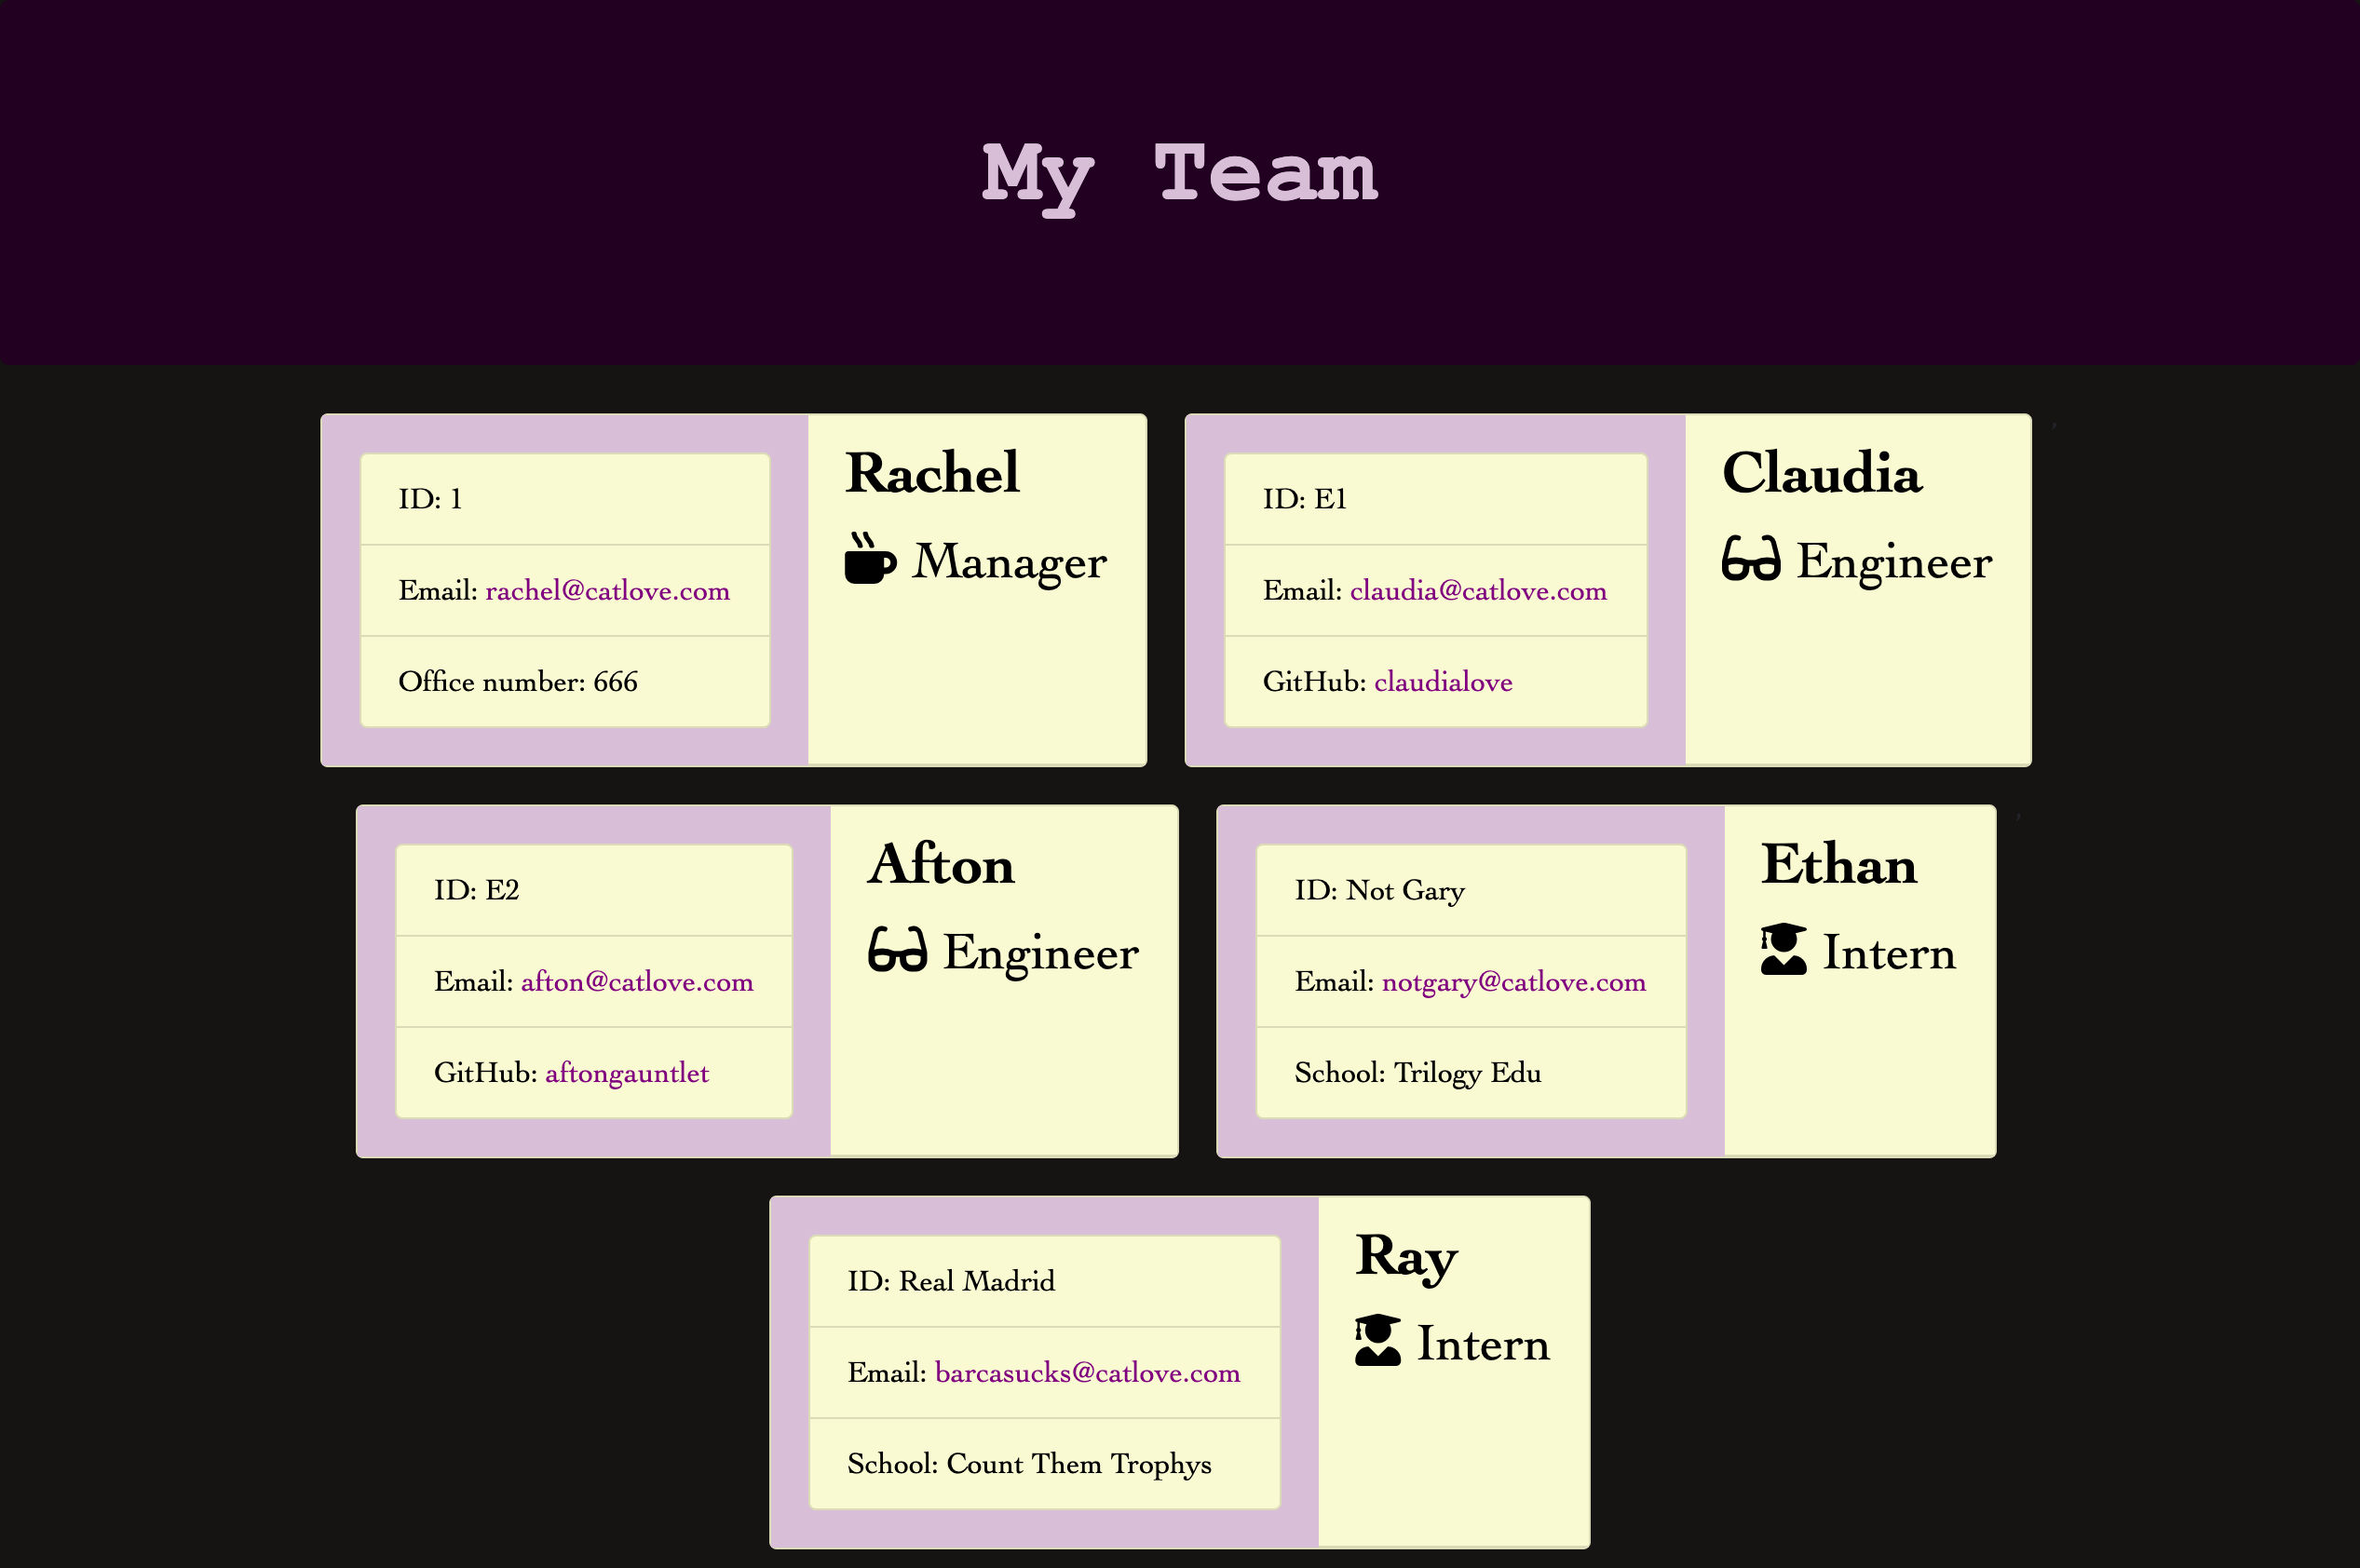 My Team
ID: 1
Email: rachel@catlove.com
Office number: 666
Rachel
Manager
ID: E1
Email: claudia@catlove.com
GitHub: claudialove
Claudia
Engineer
,
ID: E2
Email: afton@catlove.com
GitHub: aftongauntlet
Afton
Engineer
ID: Not Gary
Email: notgary@catlove.com
School: Trilogy Edu
Ethan
Intern
,
ID: Real Madrid
Email: barcasucks@catlove.com
School: Count Them Trophys
Ray
Intern